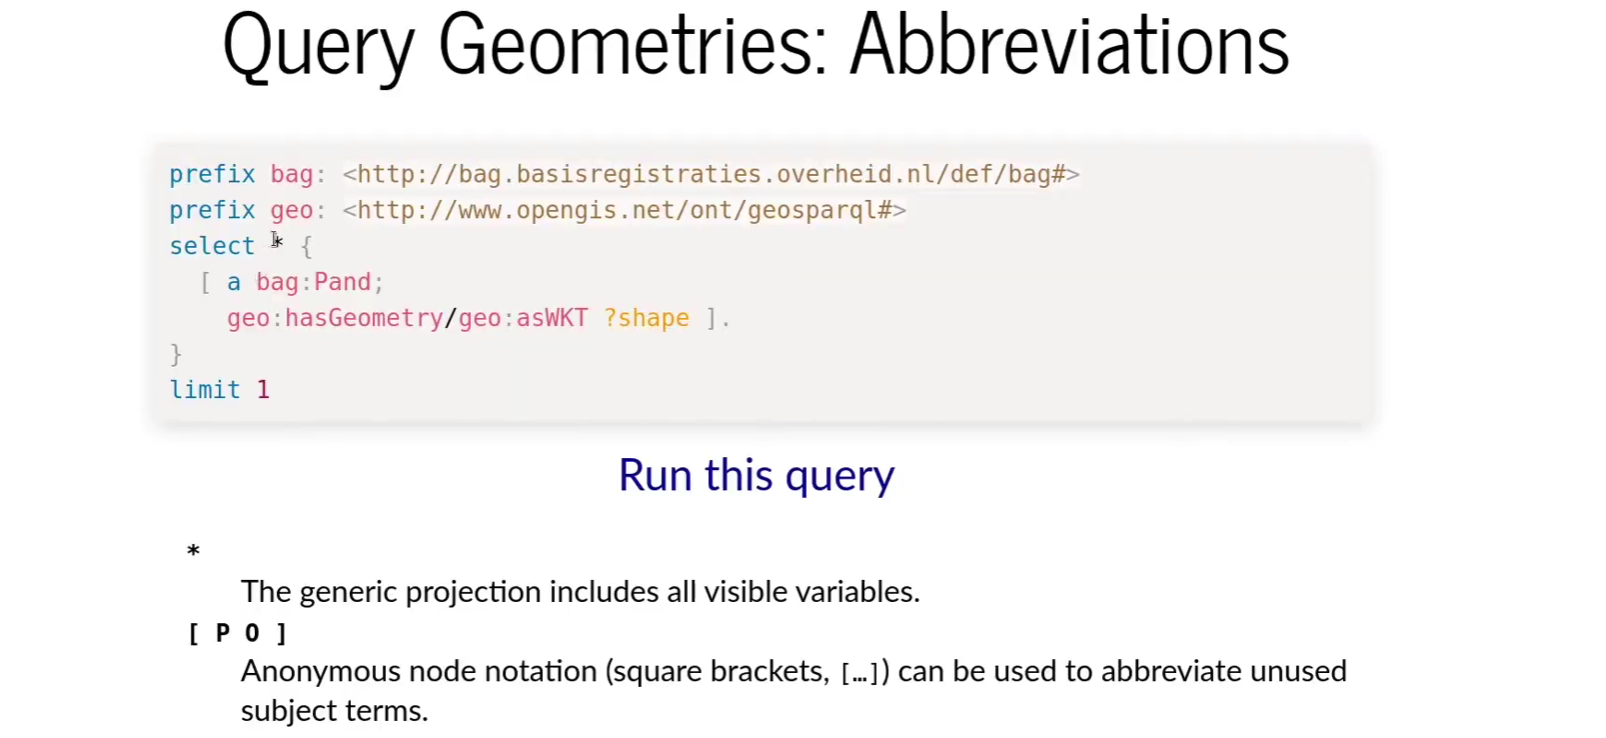 Query Geometries: Abbreviations
prefix bag: <http://bag.basisregistraties.overheid.nl/def/bag#>
prefix geo: <http://www.opengis.net/ont/geosparql#>
select * {
  [ a bag:Pand;
    geo:hasGeometry/geo:asWKT ?shape ].
}
limit 1
Run this query
*
The generic projection includes all visible variables.
[ P O ]
Anonymous node notation (square brackets, […]) can be used to abbreviate unused
subject terms.